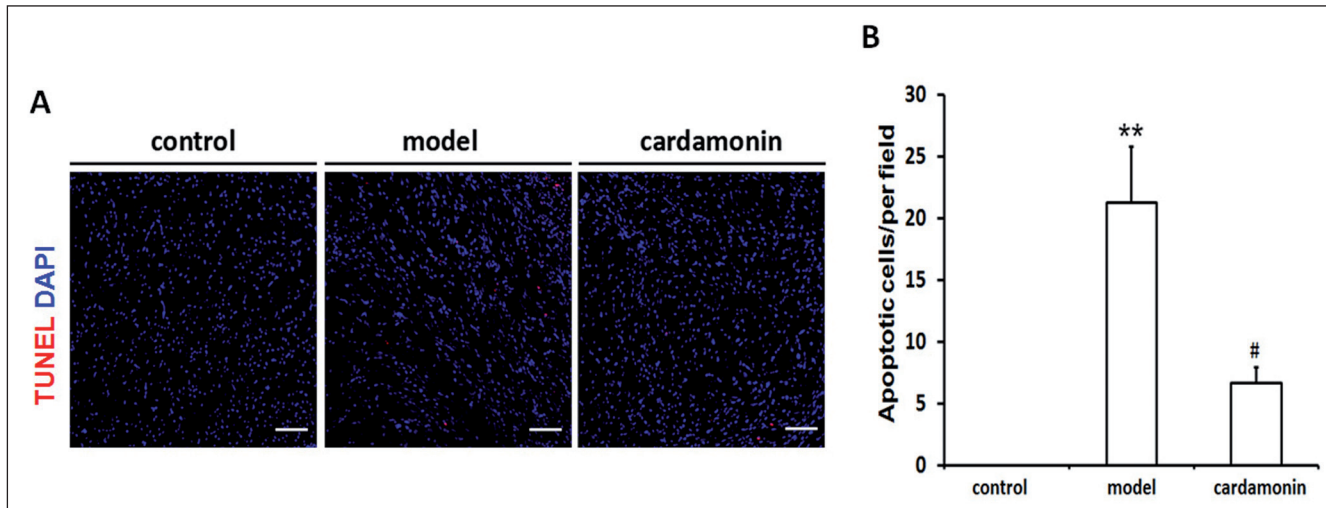 A
control model cardamonin
TUNEL DAPI
B
Apoptotic cells/per field
30
25
20
15
10
5
0
**
#
control model cardamonin